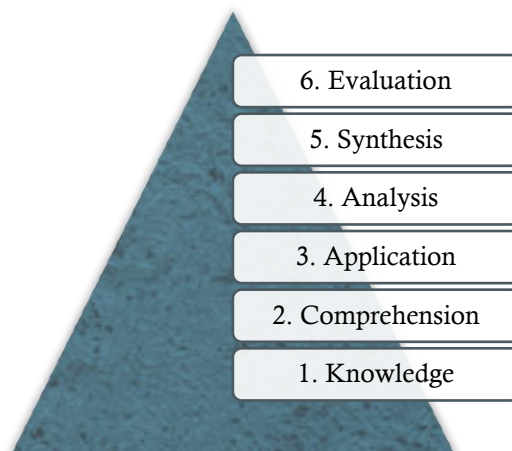 6. Evaluation
5. Synthesis
4. Analysis
3. Application
2. Comprehension
1. Knowledge